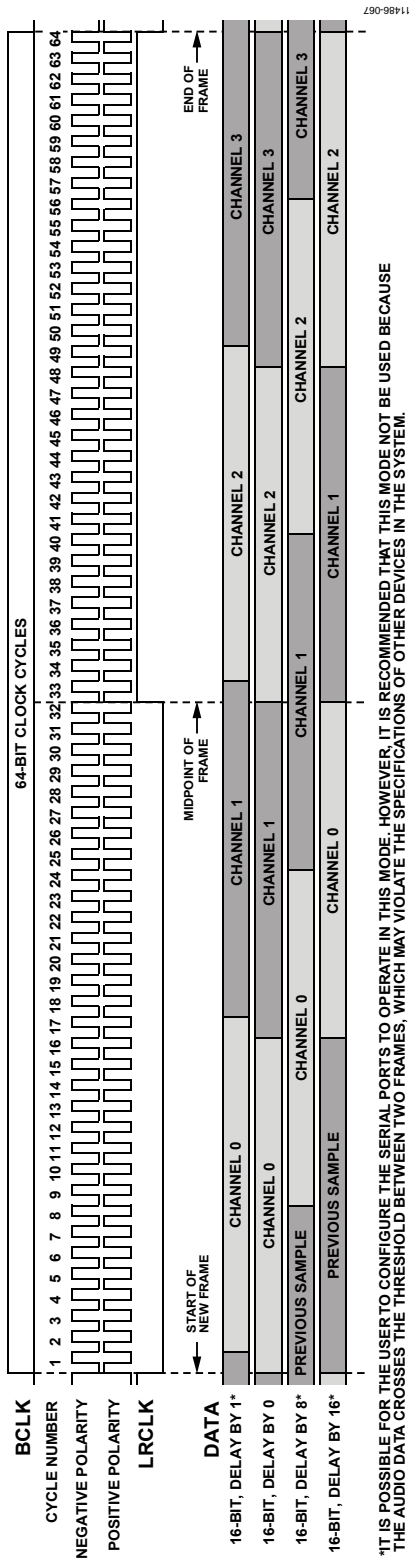 64-BIT CLOCK CYCLES
BCLK
CYCLE NUMBER 1 2 3 4 5 6 7 8 9 10 11 12 13 14 15 16 17 18 19 20 21 22 23 24 25 26 27 28 29 30 31 32 33 34 35 36 37 38 39 40 41 42 43 44 45 46 47 48 49 50 51 52 53 54 55 56 57 58 59 60 61 62 63 64
NEGATIVE POLARITY
POSITIVE POLARITY
LRCLK
START OF NEW FRAME
MIDPOINT OF FRAME
END OF FRAME
DATA
16-BIT, DELAY BY 1* CHANNEL 0 CHANNEL 1 CHANNEL 2 CHANNEL 3
16-BIT, DELAY BY 0 CHANNEL 0 CHANNEL 1 CHANNEL 2 CHANNEL 3
16-BIT, DELAY BY 8* PREVIOUS SAMPLE CHANNEL 0 CHANNEL 1 CHANNEL 2 CHANNEL 3
16-BIT, DELAY BY 16* PREVIOUS SAMPLE CHANNEL 0 CHANNEL 1 CHANNEL 2
*IT IS POSSIBLE FOR THE USER TO CONFIGURE THE SERIAL PORTS TO OPERATE IN THIS MODE. HOWEVER, IT IS RECOMMENDED THAT THIS MODE NOT BE USED BECAUSE
THE AUDIO DATA CROSSES THE THRESHOLD BETWEEN TWO FRAMES, WHICH MAY VIOLATE THE SPECIFICATIONS OF OTHER DEVICES IN THE SYSTEM.
11486-067